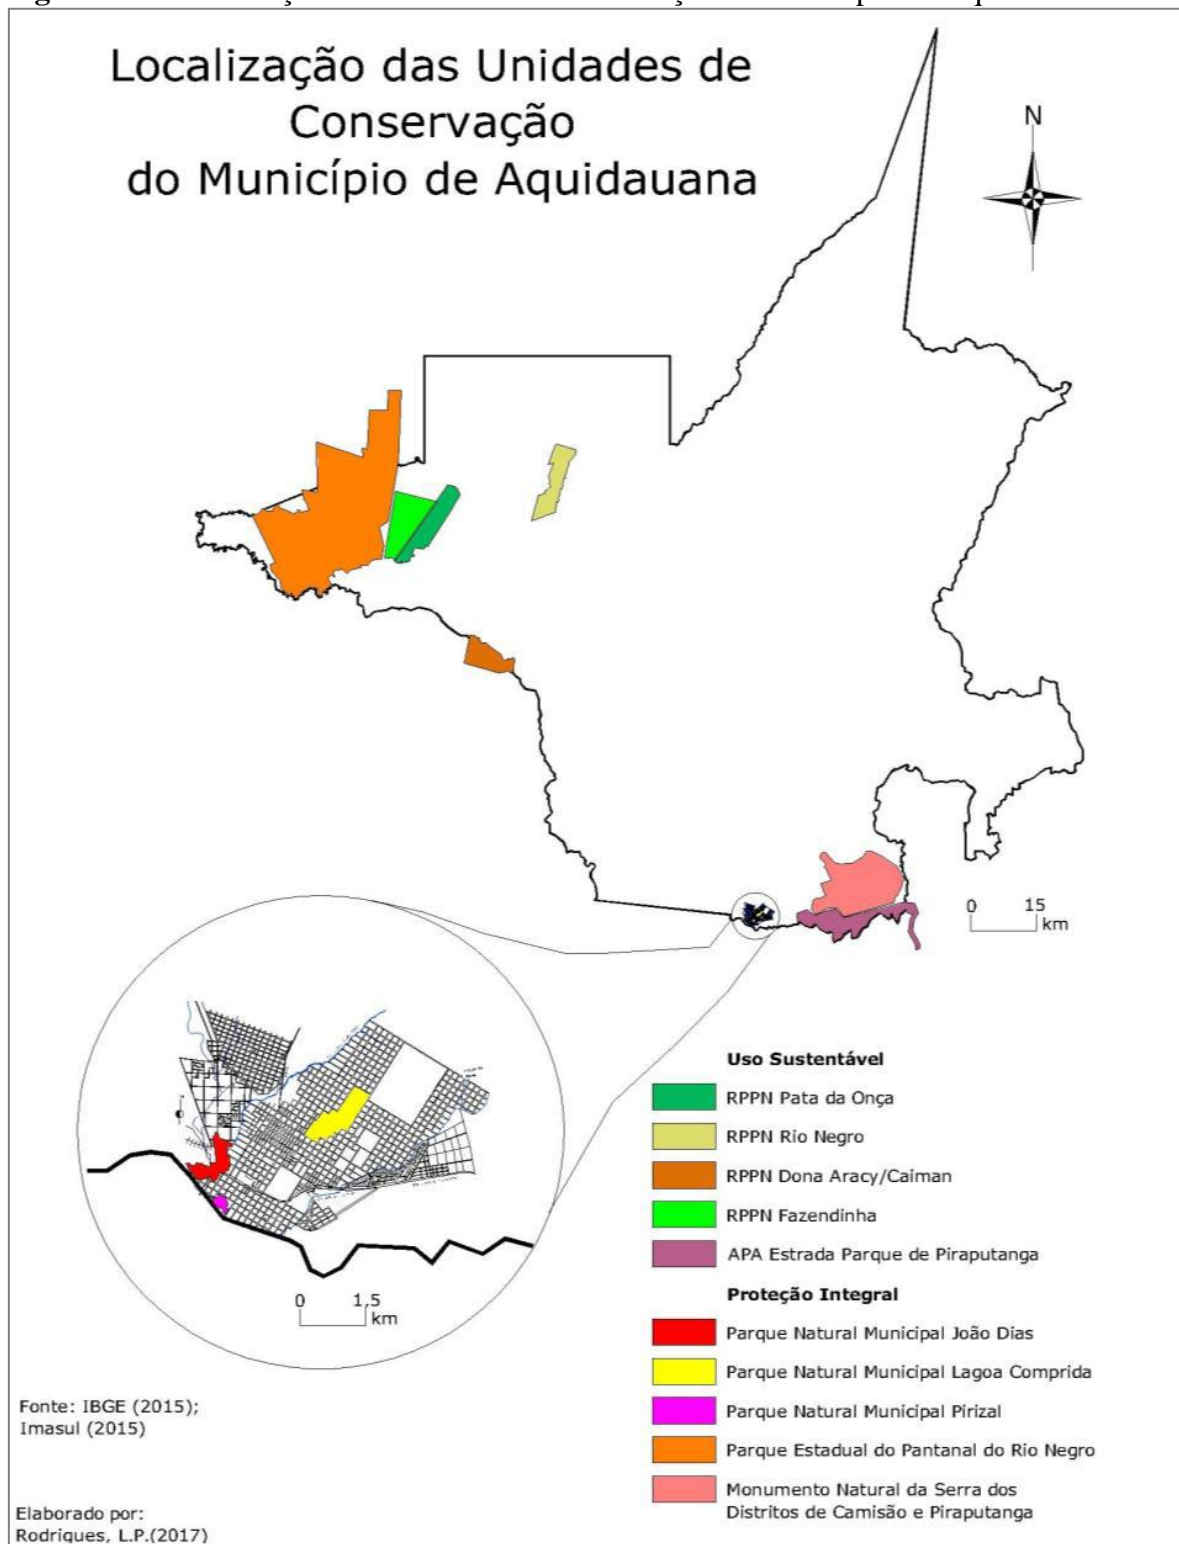 Localização das Unidades de
Conservação
do Município de Aquidauana
N
0 15
km
0 1,5
km
Uso Sustentável
RPPN Pata da Onça
RPPN Rio Negro
RPPN Dona Aracy/Caiman
RPPN Fazendinha
APA Estrada Parque de Piraputanga
Proteção Integral
Parque Natural Municipal João Dias
Parque Natural Municipal Lagoa Comprida
Parque Natural Municipal Pirizal
Parque Estadual do Pantanal do Rio Negro
Monumento Natural da Serra dos
Distritos de Camisão e Piraputanga
Fonte: IBGE (2015);
Imasul (2015)
Elaborado por:
Rodrigues, L.P.(2017)